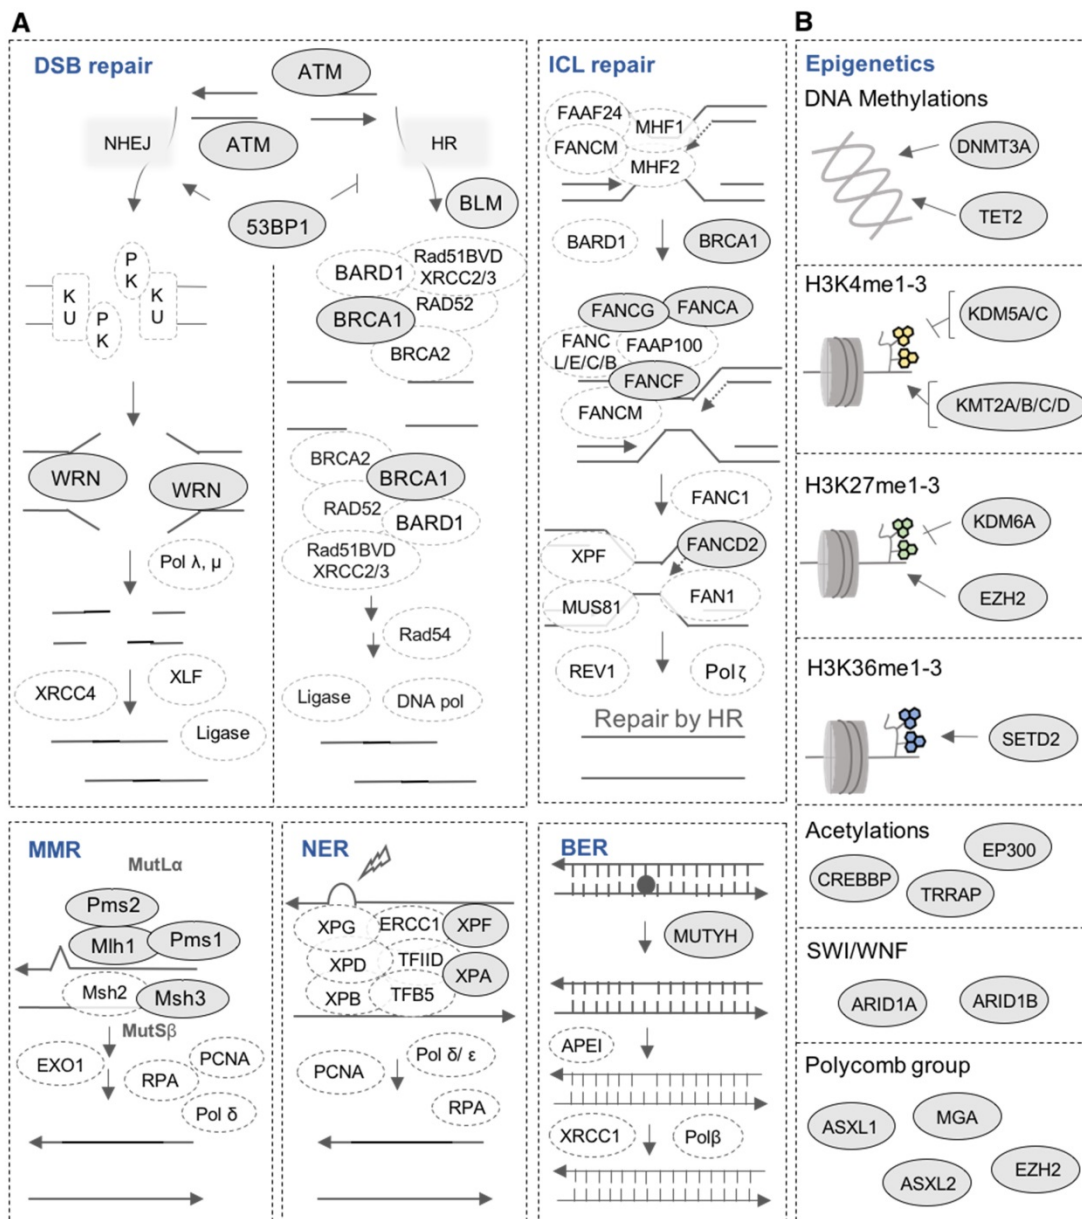 A
DSB repair
ATM
NHEJ
ATM
HR
BLM
53BP1
P
K
K
U
P
K
K
U
BARD1
Rad51BVD
XRCC2/3
RAD52
BRCA1
BRCA2
WRN
WRN
BRCA2
BRCA1
RAD52
BARD1
Rad51BVD
XRCC2/3
Pol λ, μ
Rad54
XRCC4
XLF
Ligase
Ligase
DNA pol
ICL repair
FAAF24
MHF1
FANCM
MHF2
BARD1
BRCA1
FANCG
FANCA
FANC
L/E/C/B
FAAP100
FANCF
FANCM
FANC1
XPF
FANCD2
MUS81
FAN1
REV1
Pol ζ
Repair by HR
MMR
MutLα
Pms2
Mlh1
Pms1
Msh2
Msh3
MutSβ
EXO1
PCNA
RPA
Pol δ
NER
XPG
ERCC1
XPF
XPD
TFIID
XPA
XPB
TFB5
PCNA
Pol δ/ ε
RPA
BER
MUTYH
APEI
XRCC1
Polβ
B
Epigenetics
DNA Methylations
DNMT3A
TET2
H3K4me1-3
KDM5A/C
KMT2A/B/C/D
H3K27me1-3
KDM6A
EZH2
H3K36me1-3
SETD2
Acetylations
EP300
CREBBP
TRRAP
SWI/WNF
ARID1A
ARID1B
Polycomb group
ASXL1
MGA
ASXL2
EZH2